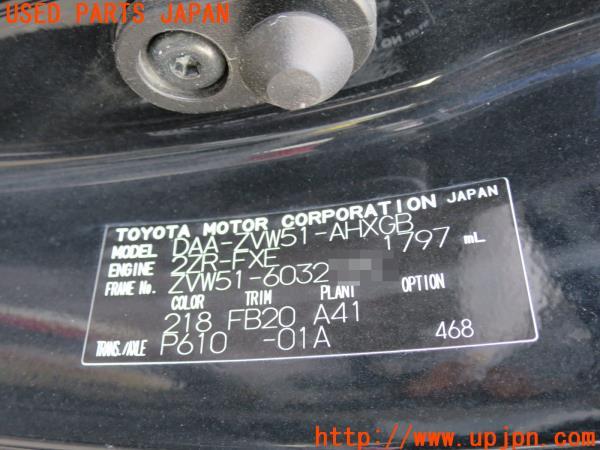 USED PARTS JAPAN
TOYOTA MOTOR CORPORATION JAPAN
MODEL DAA-ZVW51-AHXGB
ENGINE 2ZR-FXE 1797 mL
FRAME No. ZVW51-6032
COLOR TRIM PLANT OPTION
218 FB20 A41
TRANS./AXLE P610 -01A 468
http://www.upjpn.com/